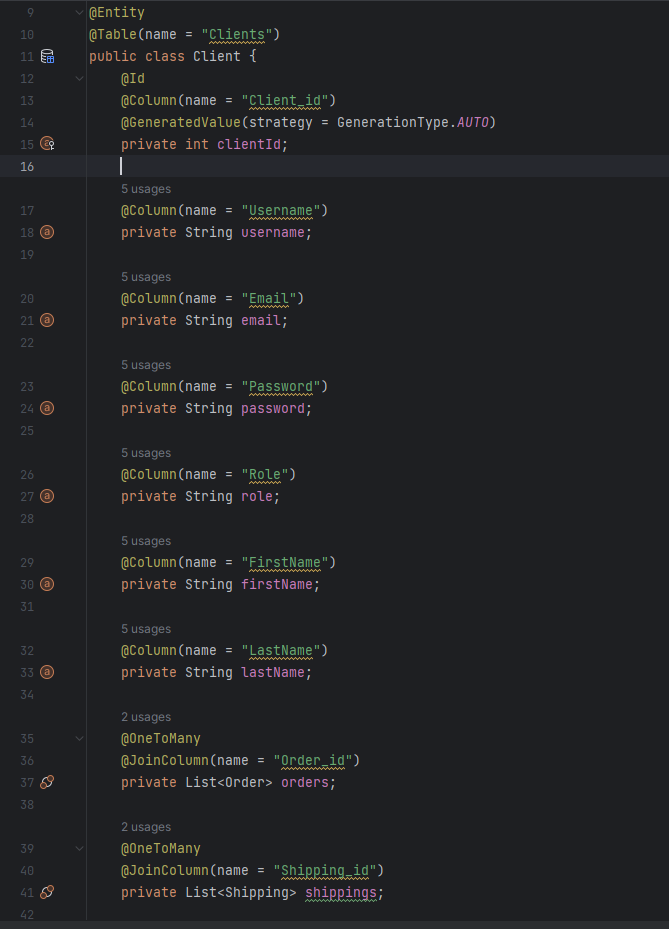 9 @Entity
10 @Table(name = "Clients")
11 public class Client {
12 @Id
13 @Column(name = "Client_id")
14 @GeneratedValue(strategy = GenerationType.AUTO)
15 private int clientId;
16
5 usages
17 @Column(name = "Username")
18 private String username;
19
5 usages
20 @Column(name = "Email")
21 private String email;
22
5 usages
23 @Column(name = "Password")
24 private String password;
25
5 usages
26 @Column(name = "Role")
27 private String role;
28
5 usages
29 @Column(name = "FirstName")
30 private String firstName;
31
5 usages
32 @Column(name = "LastName")
33 private String lastName;
34
2 usages
35 @OneToMany
36 @JoinColumn(name = "Order_id")
37 private List<Order> orders;
38
2 usages
39 @OneToMany
40 @JoinColumn(name = "Shipping_id")
41 private List<Shipping> shippings;
42